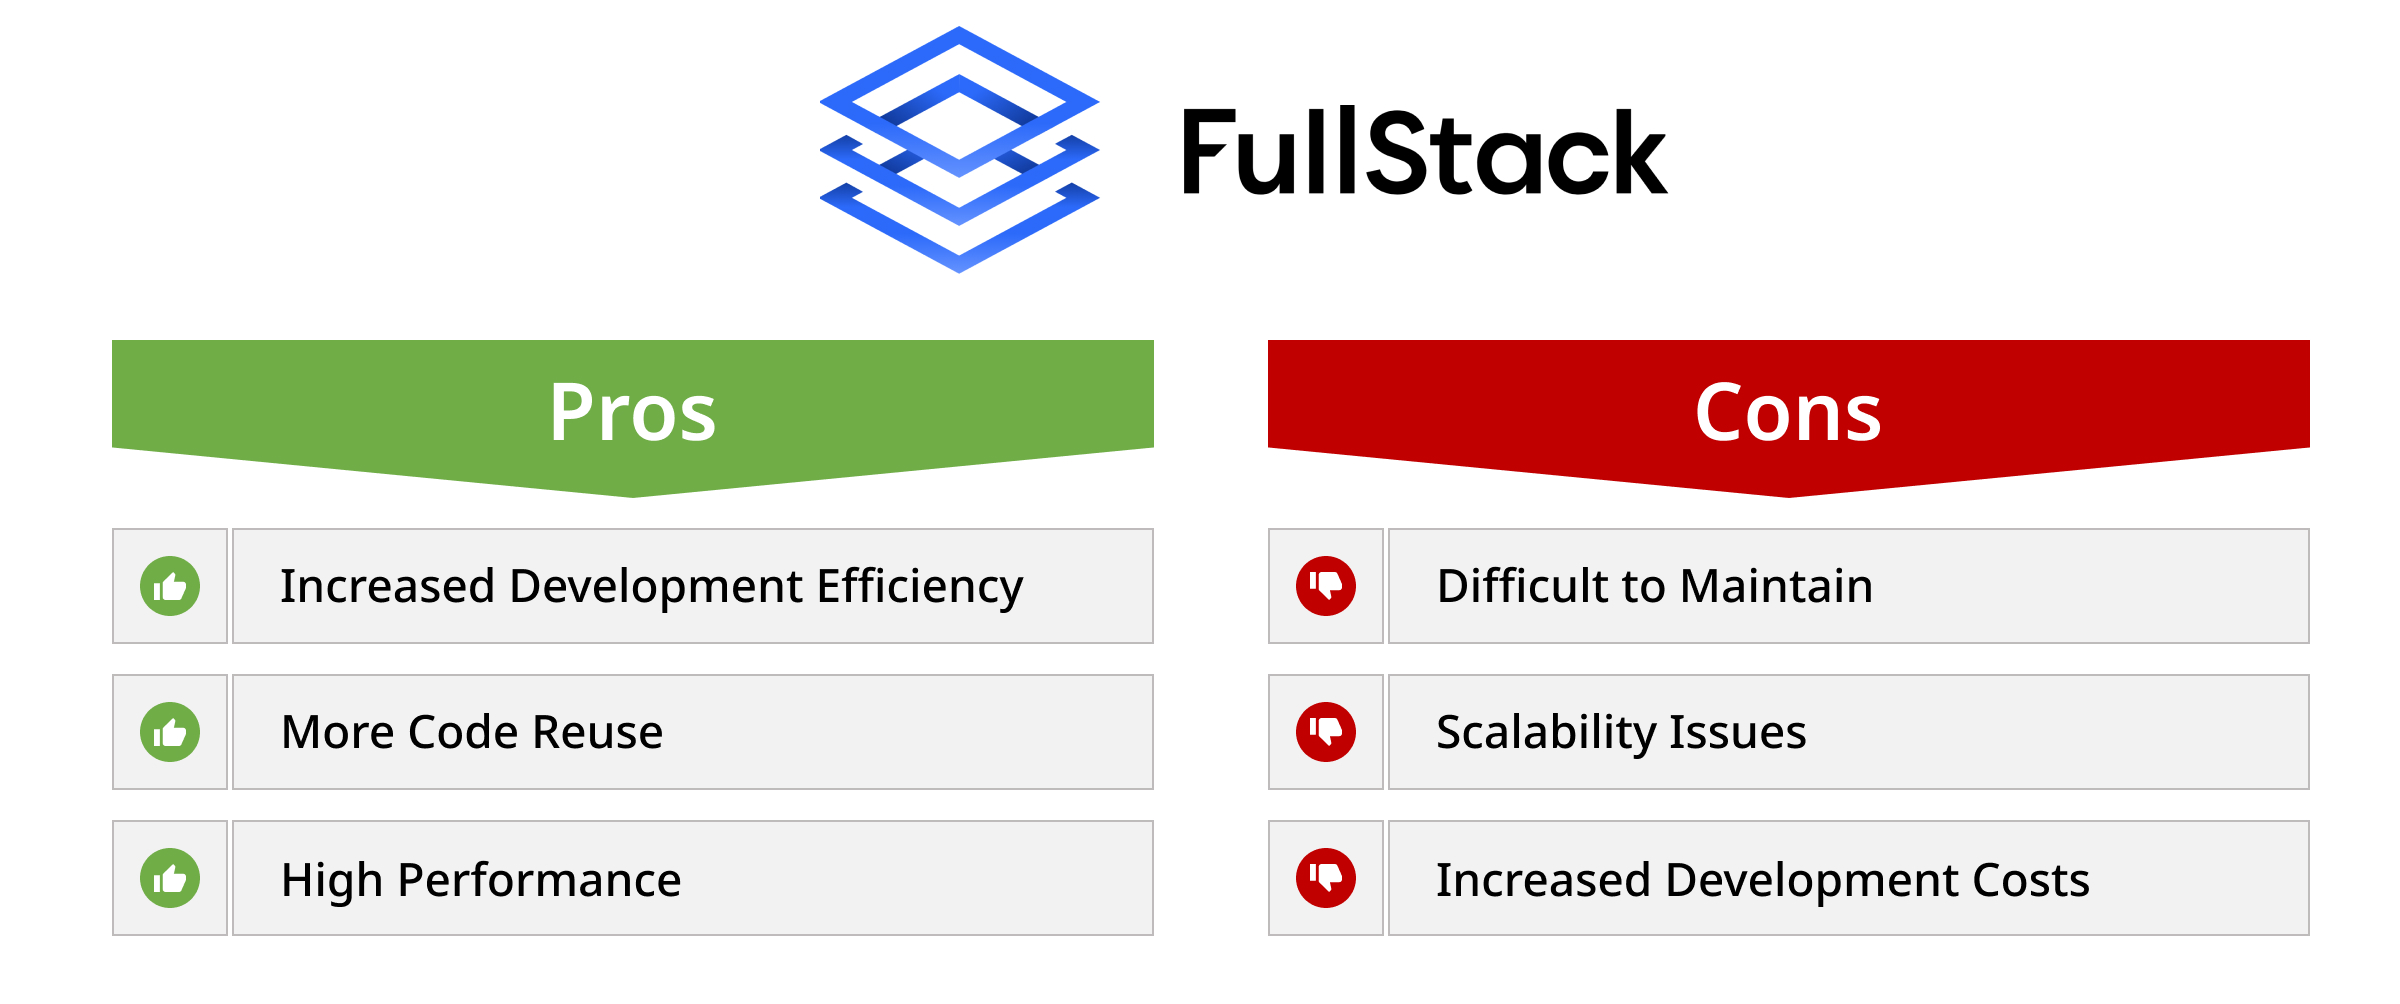 FullStack
Pros
Increased Development Efficiency
More Code Reuse
High Performance
Cons
Difficult to Maintain
Scalability Issues
Increased Development Costs